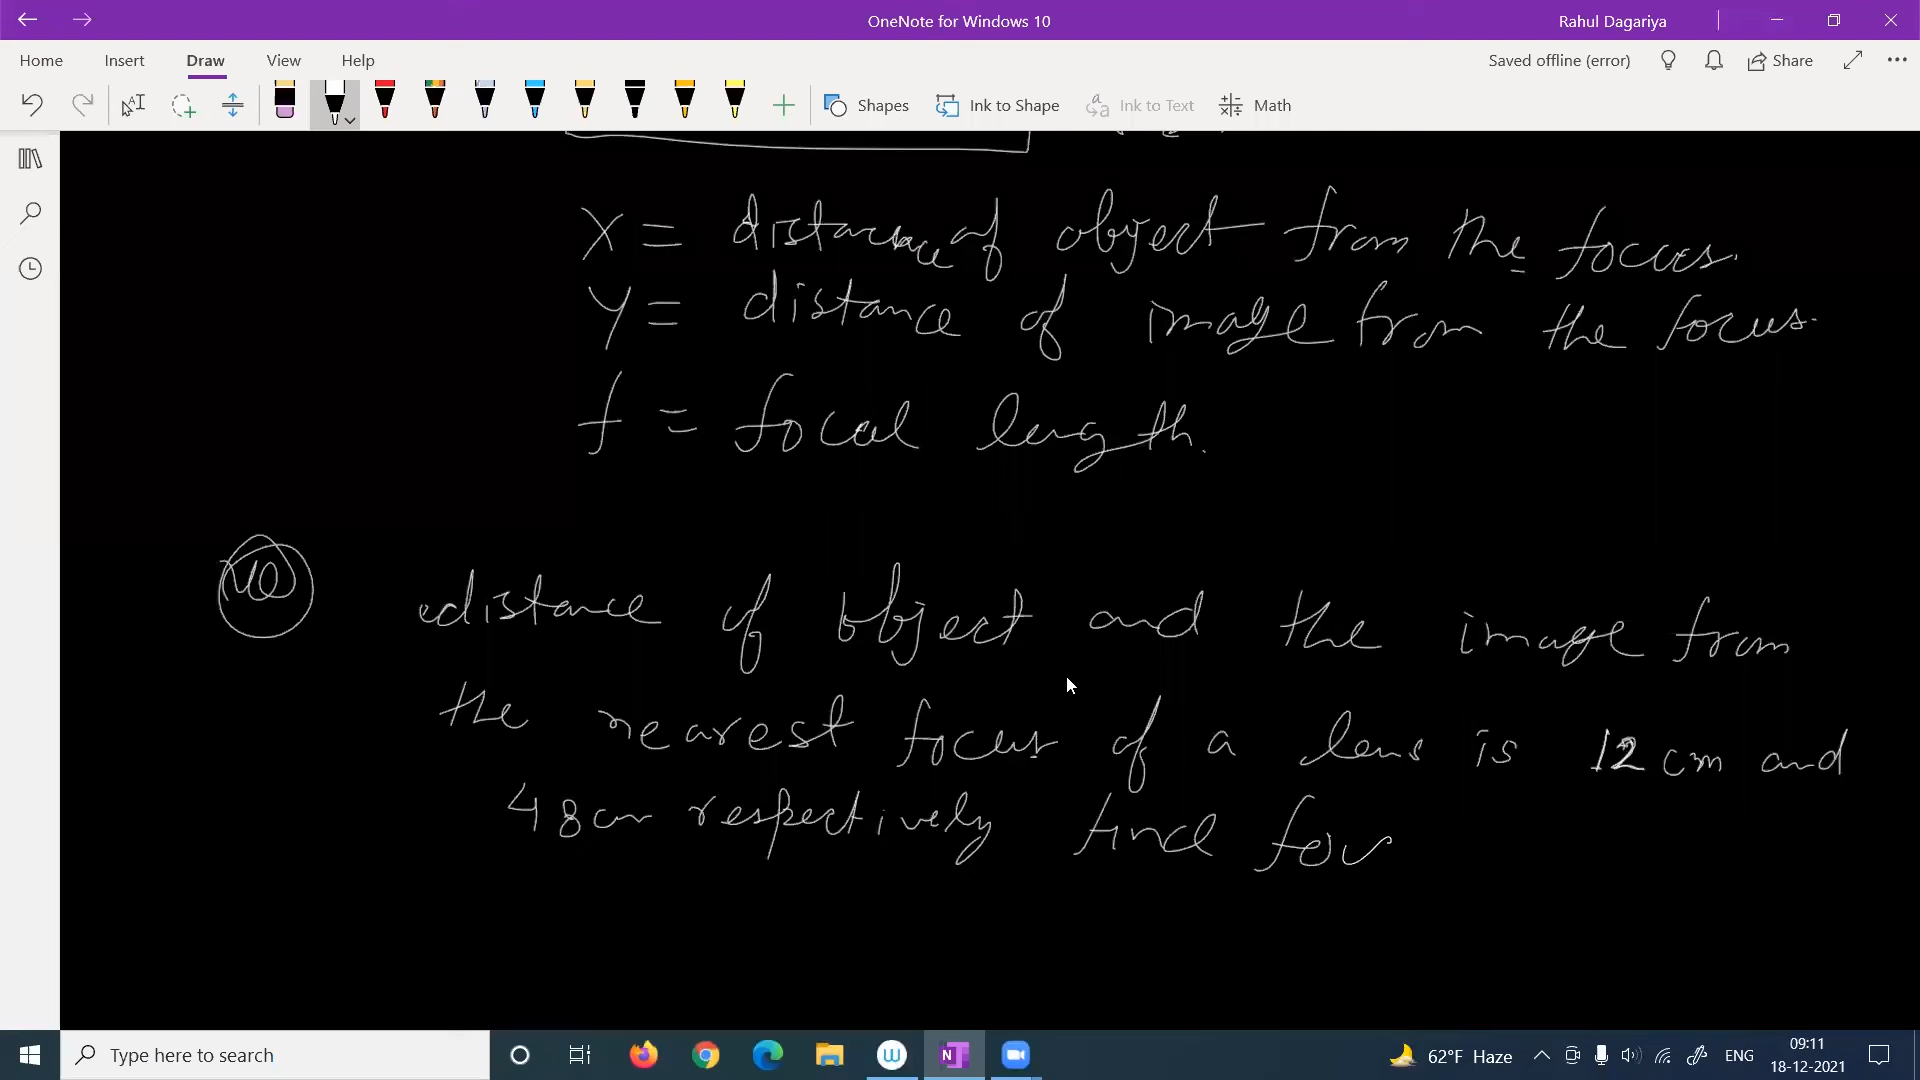 OneNote for Windows 10
Rahul Dagariya
Home Insert Draw View Help
Saved offline (error) Share
Shapes Ink to Shape Ink to Text Math
X = distance of object from the focus.
Y = distance of image from the focus.
f = focal length.
distance of object and the image from
the nearest focus of a lens is 12 cm and
48cm respectively find
Type here to search
62°F Haze ENG 09:11
18-12-2021